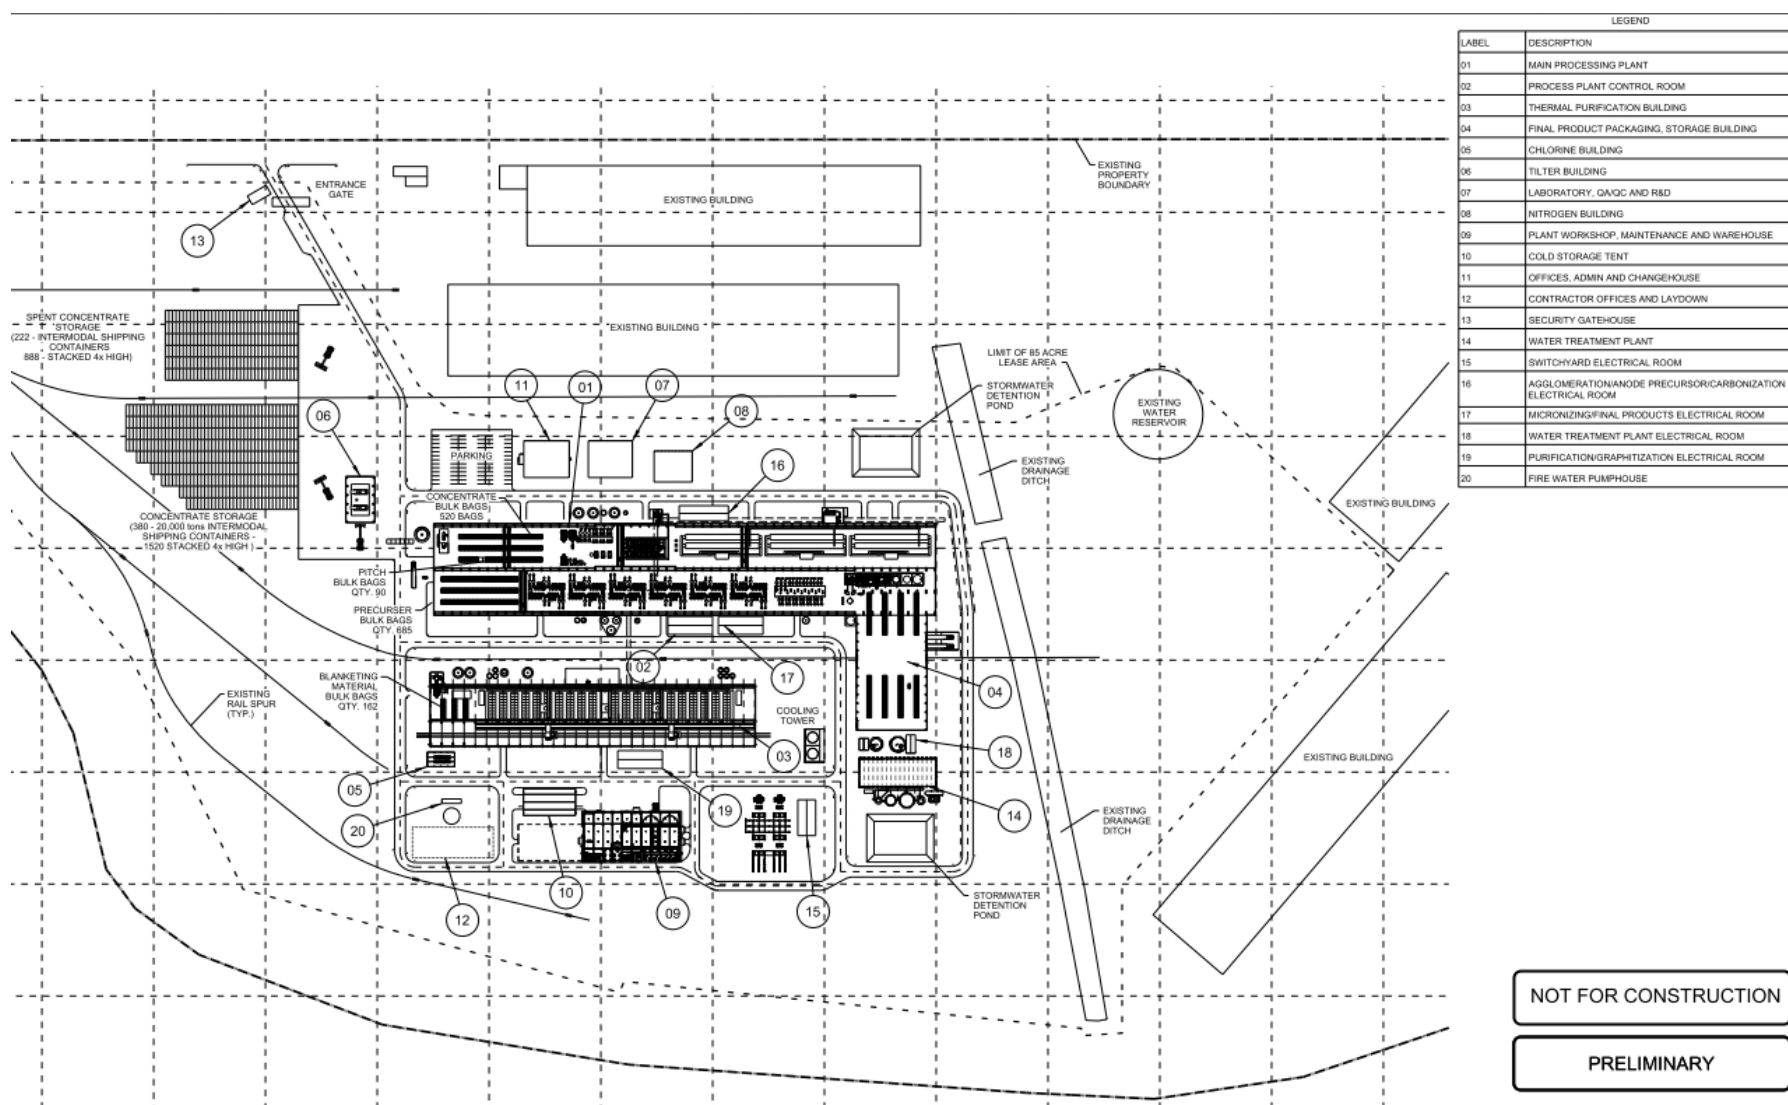 LEGEND
LABEL DESCRIPTION
01 MAIN PROCESSING PLANT
02 PROCESS PLANT CONTROL ROOM
03 THERMAL PURIFICATION BUILDING
04 FINAL PRODUCT PACKAGING, STORAGE BUILDING
05 CHLORINE BUILDING
06 TILTER BUILDING
07 LABORATORY, QA/QC AND R&D
08 NITROGEN BUILDING
09 PLANT WORKSHOP, MAINTENANCE AND WAREHOUSE
10 COLD STORAGE TENT
11 OFFICES, ADMIN AND CHANGEHOUSE
12 CONTRACTOR OFFICES AND LAYDOWN
13 SECURITY GATEHOUSE
14 WATER TREATMENT PLANT
15 SWITCHYARD ELECTRICAL ROOM
16 AGGLOMERATION/ANODE PRECURSOR/CARBONIZATION
ELECTRICAL ROOM
17 MICRONIZING/FINAL PRODUCTS ELECTRICAL ROOM
18 WATER TREATMENT PLANT ELECTRICAL ROOM
19 PURIFICATION/GRAPHITIZATION ELECTRICAL ROOM
20 FIRE WATER PUMPHOUSE
EXISTING
PROPERTY
BOUNDARY
ENTRANCE
GATE
EXISTING BUILDING
13
SPENT CONCENTRATE
STORAGE
(222 - INTERMODAL SHIPPING
CONTAINERS
888 - STACKED 4x HIGH)
EXISTING BUILDING
LIMIT OF 85 ACRE
LEASE AREA
STORMWATER
DETENTION
POND
EXISTING
WATER
RESERVOIR
11
01
07
08
06
PARKING
16
EXISTING
DRAINAGE
DITCH
EXISTING BUILDING
CONCENTRATE
BULK BAGS
520 BAGS
CONCENTRATE STORAGE
(380 - 20,000 tons INTERMODAL
SHIPPING CONTAINERS -
1520 STACKED 4x HIGH )
PITCH
BULK BAGS
QTY. 90
PRECURSER
BULK BAGS
QTY. 685
02
17
04
BLANKETING
MATERIAL
BULK BAGS
QTY. 162
EXISTING
RAIL SPUR
(TYP.)
COOLING
TOWER
03
18
EXISTING BUILDING
05
19
14
20
EXISTING
DRAINAGE
DITCH
10
12
09
15
STORMWATER
DETENTION
POND
NOT FOR CONSTRUCTION
PRELIMINARY